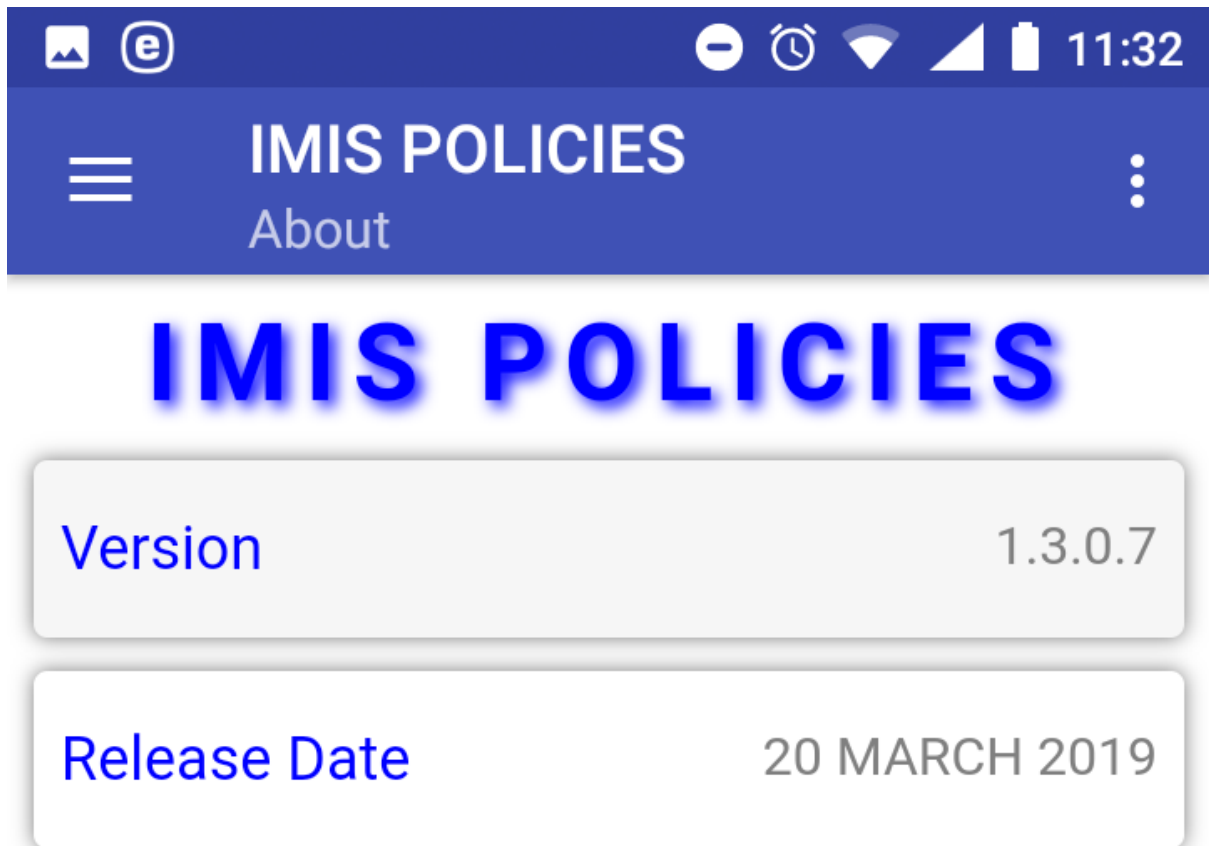 11:32
IMIS POLICIES
About
IMIS POLICIES
Version 1.3.0.7
Release Date 20 MARCH 2019